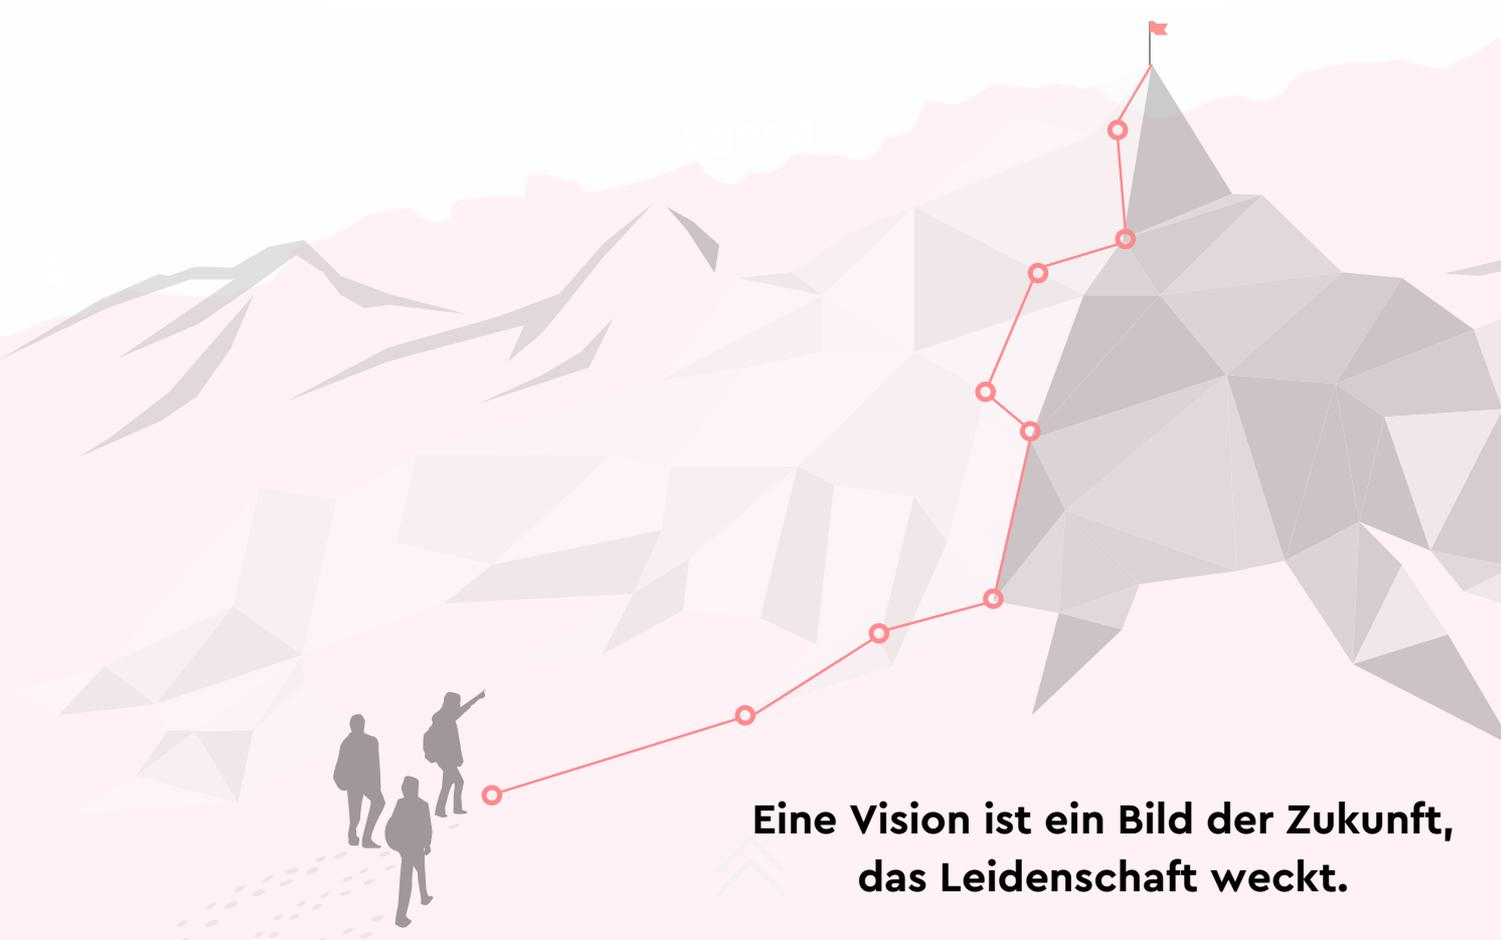 Eine Vision ist ein Bild der Zukunft,
das Leidenschaft weckt.